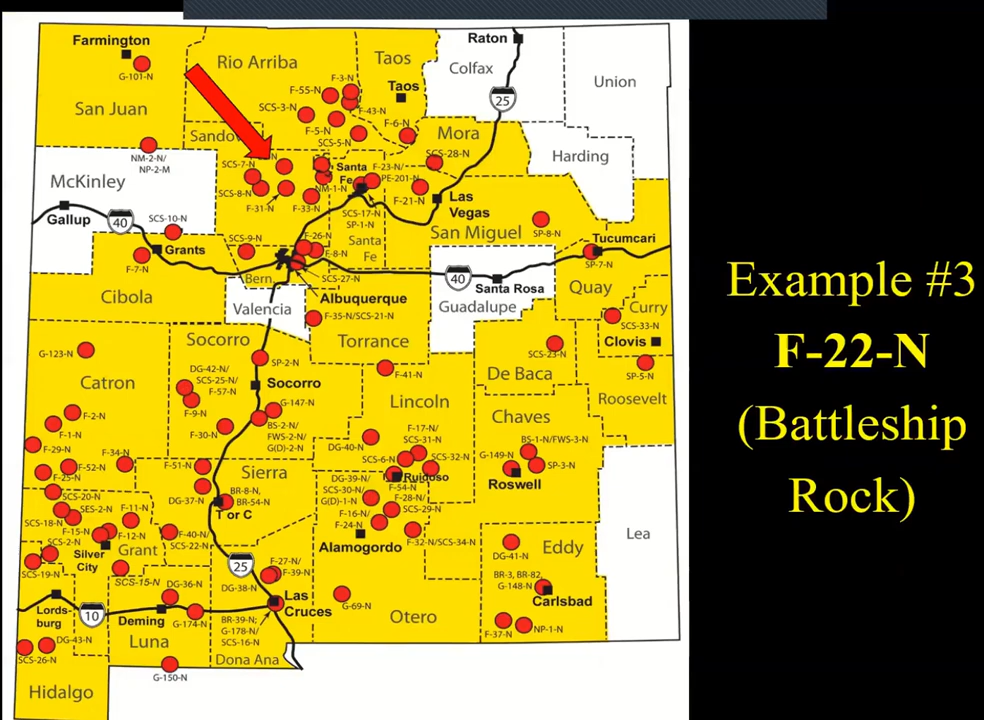 Farmington
G-101-N
San Juan
Rio Arriba
Taos
Taos
Raton
Colfax
Union
25
F-3-N
F-55-N
F-43-N
SCS-3-N
F-5-N
SCS-5-N
F-6-N
Mora
Harding
NM-2-N/
NP-2-M
McKinley
Gallup
40
SCS-10-N
Grants
F-7-N
Cibola
SCS-7-N
SCS-8-N
F-31-N
F-33-N
NM-1-N
Santa
Fe
F-23-N/
PE-201-N
SCS-28-N
F-21-N
Las
Vegas
SCS-17-N
SP-1-N
San Miguel
SP-8-N
Santa
Fe
SCS-9-N
F-26-N
F-8-N
Bern.
SCS-27-N
Albuquerque
40
Santa Rosa
Guadalupe
Tucumcari
SP-7-N
Quay
Curry
SCS-33-N
Clovis
Valencia
F-35-N/SCS-21-N
Torrance
G-123-N
Socorro
SP-2-N
Catron
DG-42-N/
SCS-25-N/
F-57-N
F-9-N
Socorro
F-41-N
SCS-23-N
De Baca
SP-5-N
Roosevelt
Lincoln
Chaves
G-147-N
BS-2-N/
FWS-2-N/
G(D)-2-N
F-30-N
F-2-N
F-1-N
F-29-N
F-52-N
F-25-N
F-34-N
F-51-N
DG-37-N
Sierra
BR-8-N,
BR-54-N
T or C
DG-40-N
F-17-N/
SCS-31-N
SCS-6-N
SCS-32-N
Ruidoso
F-54-N
DG-39-N/
SCS-30-N/
G(D)-1-N
F-28-N/
SCS-29-N
F-16-N/
F-24-N
Alamogordo
F-32-N/SCS-34-N
BS-1-N/FWS-3-N
G-149-N
SP-3-N
Roswell
Lea
SCS-20-N
SES-2-N
SCS-18-N
F-15-N
SCS-2-N
F-11-N
F-12-N
Silver
City
Grant
F-40-N/
SCS-22-N
SCS-19-N
SCS-15-N
DG-36-N
25
F-27-N/
F-39-N
DG-38-N
Las
Cruces
Lords-
burg
10
Deming
G-174-N
BR-39-N;
G-178-N/
SCS-16-N
G-69-N
Otero
DG-41-N
Eddy
BR-3, BR-82,
G-148-N
Carlsbad
F-37-N
NP-1-N
DG-43-N
SCS-26-N
Luna
Dona Ana
G-150-N
Hidalgo
Example #3
F-22-N
(Battleship
Rock)